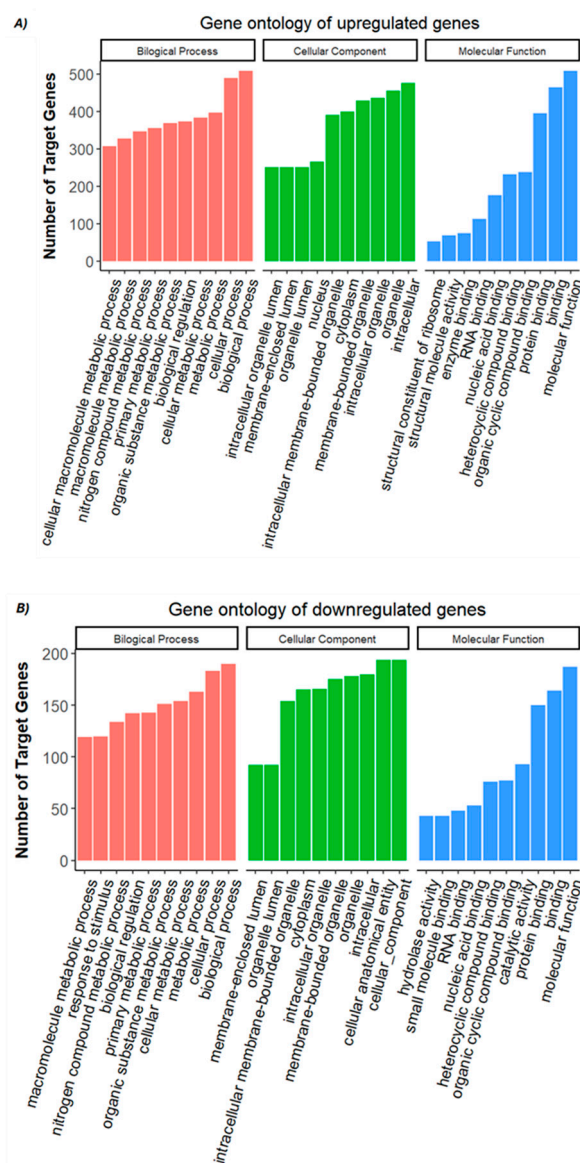 A)
Gene ontology of upregulated genes
Bilogical Process
Cellular Component
Molecular Function
Number of Target Genes
500
400
300
200
100
0
cellular macromolecule metabolic process
macromolecule metabolic process
nitrogen compound metabolic process
primary metabolic process
organic substance metabolic process
biological regulation
cellular metabolic process
metabolic process
cellular process
biological process
intracellular organelle lumen
membrane-enclosed lumen
organelle lumen
nucleus
intracellular membrane-bounded organelle
cytoplasm
membrane-bounded organelle
intracellular organelle
organelle
intracellular
structural constituent of ribosome
structural molecule activity
enzyme binding
RNA binding
nucleic acid binding
heterocyclic compound binding
organic cyclic compound binding
protein binding
binding
molecular function
B)
Gene ontology of downregulated genes
Bilogical Process
Cellular Component
Molecular Function
Number of Target Genes
200
150
100
50
0
macromolecule metabolic process
response to stimulus
nitrogen compound metabolic process
biological regulation
primary metabolic process
organic substance metabolic process
cellular metabolic process
metabolic process
cellular process
biological process
membrane-enclosed lumen
organelle lumen
intracellular membrane-bounded organelle
cytoplasm
intracellular organelle
membrane-bounded organelle
organelle
intracellular
cellular anatomical entity
cellular_component
hydrolase activity
small molecule binding
RNA binding
nucleic acid binding
heterocyclic compound binding
organic cyclic compound binding
catalytic activity
protein binding
binding
molecular function